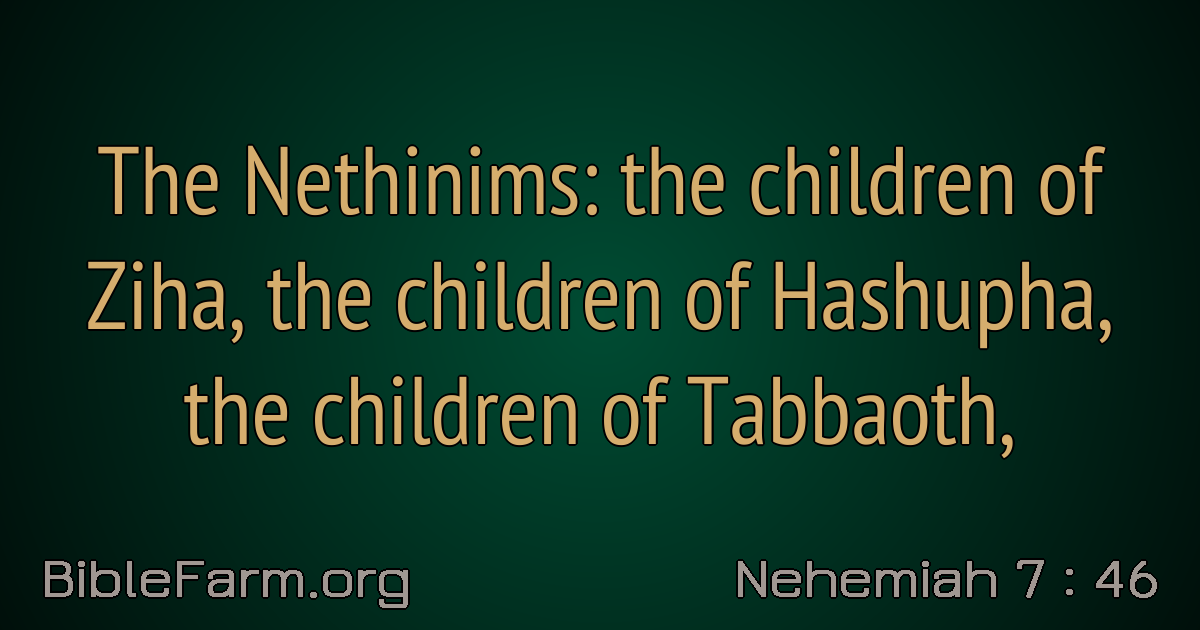 The Nethinims: the children of
Ziha, the children of Hashupha,
the children of Tabbaoth,
BibleFarm.org
Nehemiah 7 : 46